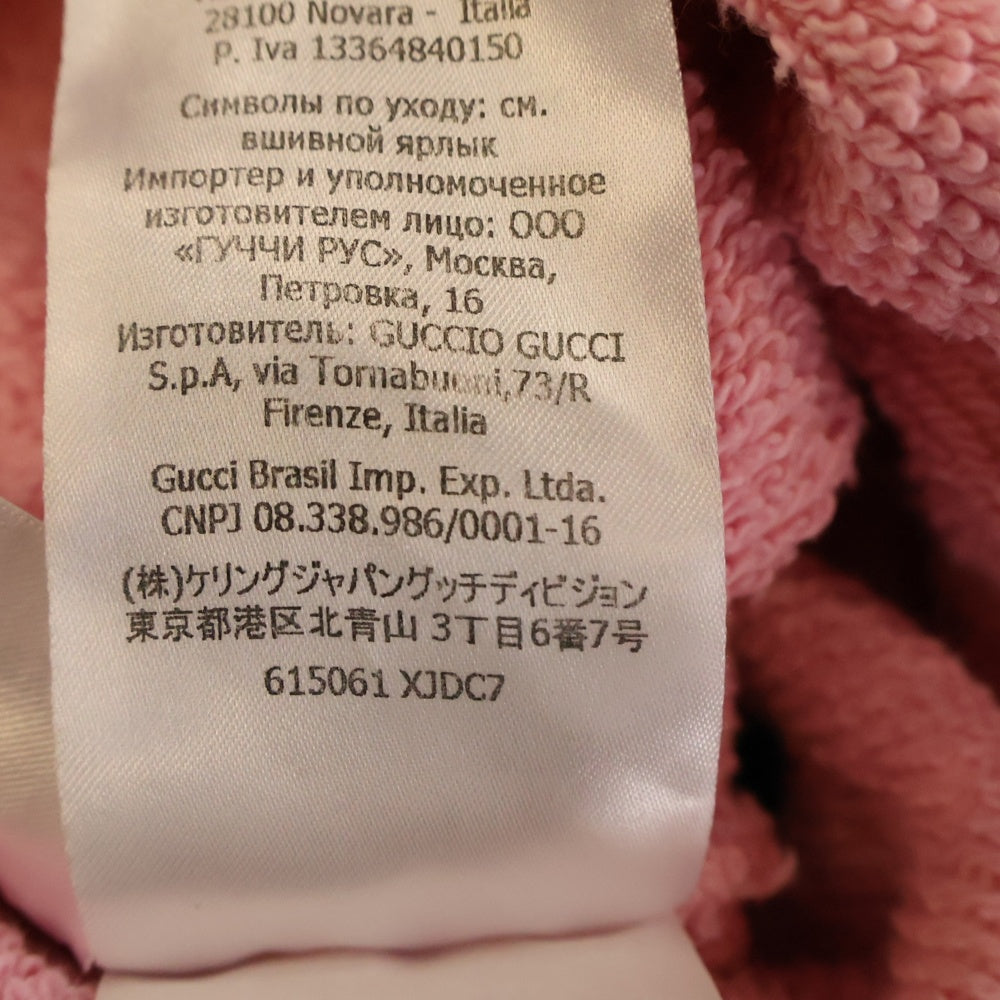 28100 Novara - Italia
P. Iva 13364840150
Символы по уходу: см.
вшивной ярлык
Импортер и уполномоченное
изготовителем лицо: ООО
«ГУЧЧИ РУС», Москва,
Петровка, 16
Изготовитель: GUCCIO GUCCI
S.p.A, via Tornabuoni,73/R
Firenze, Italia
Gucci Brasil Imp. Exp. Ltda.
CNPJ 08.338.986/0001-16
(株)ケリングジャパングッチディビジョン
東京都港区北青山 3丁目6番7号
615061 XJDC7